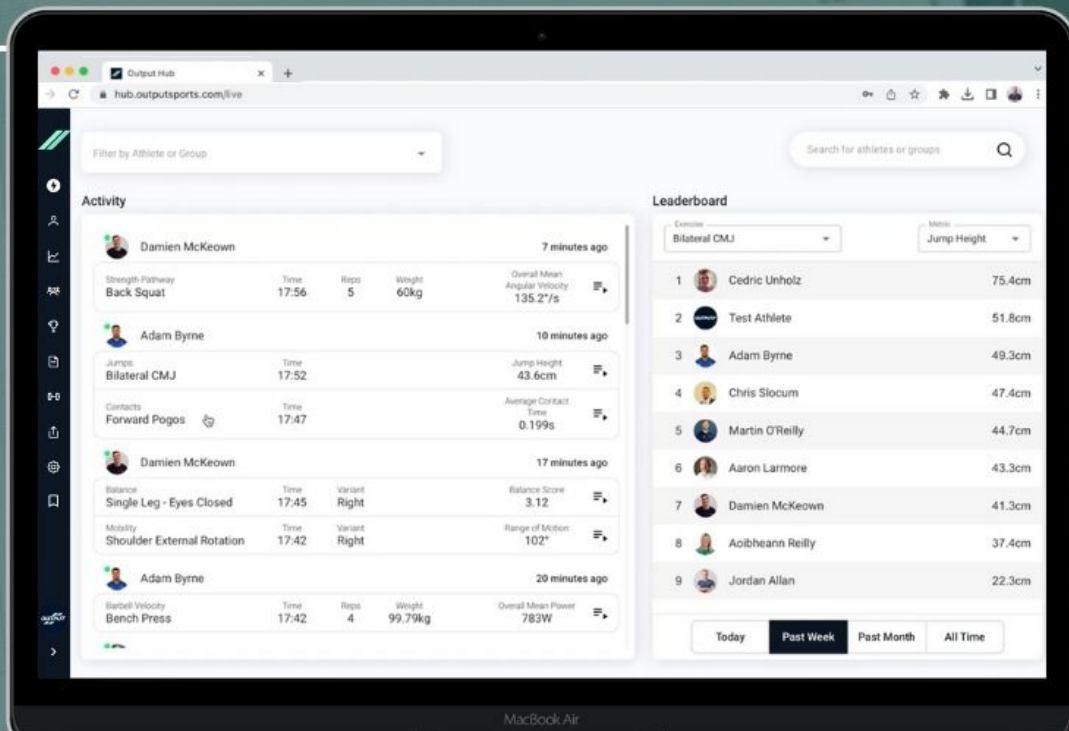 Output Hub
hub.outputsports.com/live
Filter by Athlete or Group
Search for athletes or groups
Activity
Damien McKeown 7 minutes ago
Strength Pathway Time Reps Weight Overall Mean Angular Velocity
Back Squat 17:56 5 60kg 135.2°/s
Adam Byrne 10 minutes ago
Jumps Time Jump Height
Bilateral CMJ 17:52 43.6cm
Contacts Time Average Contact Time
Forward Pogos 17:47 0.199s
Damien McKeown 17 minutes ago
Balance Time Variant Balance Score
Single Leg - Eyes Closed 17:45 Right 3.12
Mobility Time Variant Range of Motion
Shoulder External Rotation 17:42 Right 102°
Adam Byrne 20 minutes ago
Barbell Velocity Time Reps Weight Overall Mean Power
Bench Press 17:42 4 99.79kg 783W
Leaderboard
Exercise Metric
Bilateral CMJ Jump Height
1 Cedric Unholz 75.4cm
2 Test Athlete 51.8cm
3 Adam Byrne 49.3cm
4 Chris Slocum 47.4cm
5 Martin O'Reilly 44.7cm
6 Aaron Larmore 43.3cm
7 Damien McKeown 41.3cm
8 Aoibheann Reilly 37.4cm
9 Jordan Allan 22.3cm
Today Past Week Past Month All Time
OUTPUT
MacBook Air